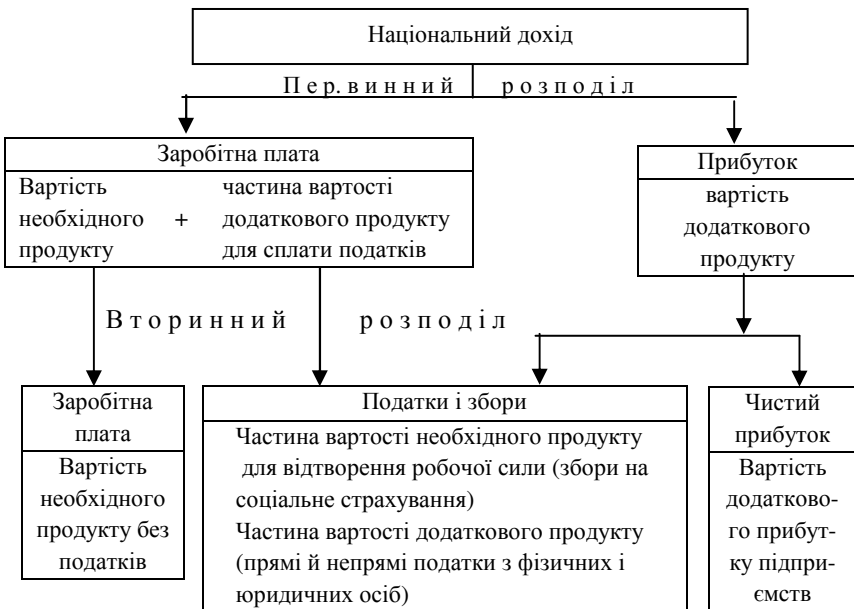 Національний дохід
П е р. в и н н и й р о з п о д і л
Заробітна плата
Вартість
необхідного
продукту
+
частина вартості
додаткового продукту
для сплати податків
Прибуток
вартість
додаткового
продукту
В т о р и н н и й р о з п о д і л
Заробітна
плата
Вартість
необхідного
продукту без
податків
Податки і збори
Частина вартості необхідного продукту
для відтворення робочої сили (збори на
соціальне страхування)
Частина вартості додаткового продукту
(прямі й непрямі податки з фізичних і
юридичних осіб)
Чистий
прибуток
Вартість
додатково-
го прибут-
ку підпри-
ємств